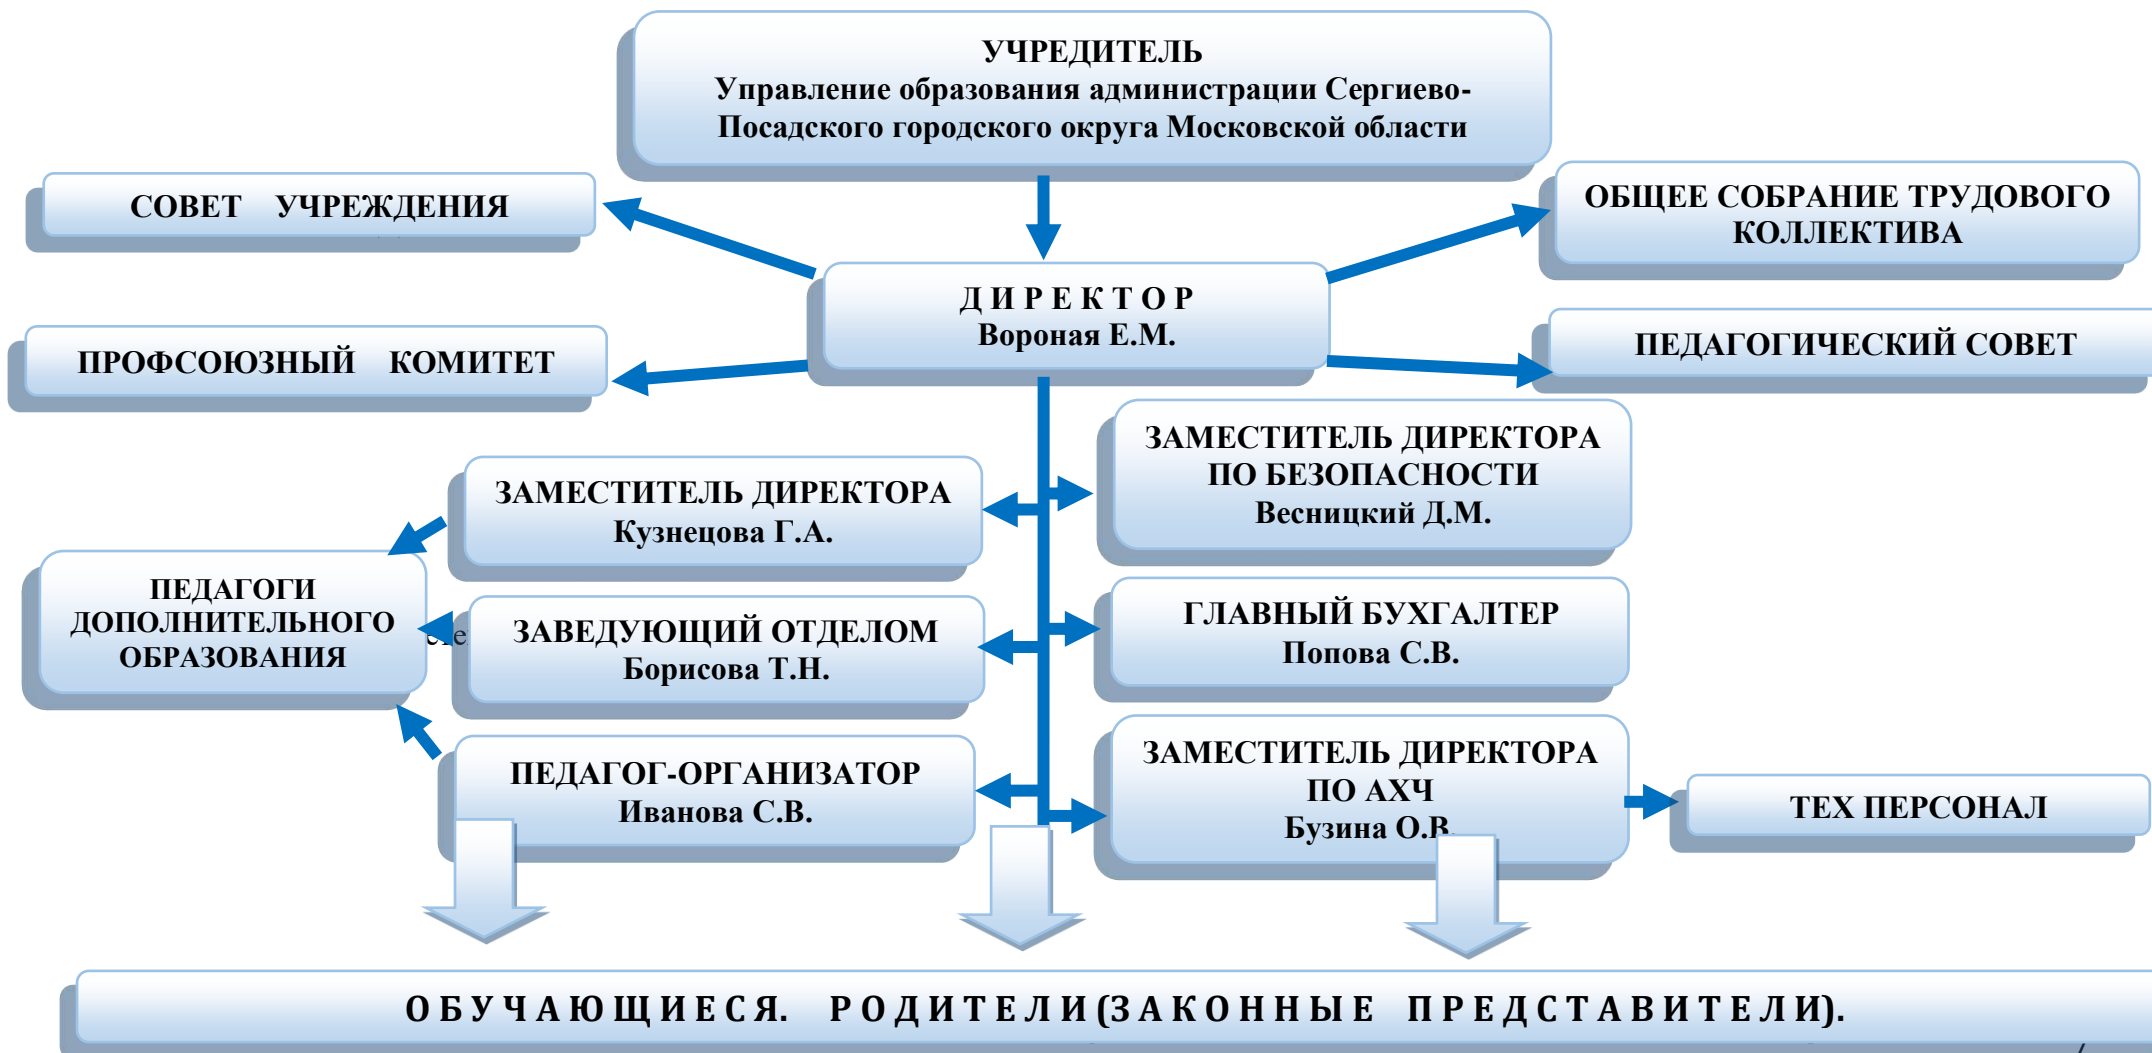 УЧРЕДИТЕЛЬ
Управление образования администрации Сергиево-
Посадского городского округа Московской области
СОВЕТ УЧРЕЖДЕНИЯ
ОБЩЕЕ СОБРАНИЕ ТРУДОВОГО
КОЛЛЕКТИВА
Д И Р Е К Т О Р
Вороная Е.М.
ПРОФСОЮЗНЫЙ КОМИТЕТ
ПЕДАГОГИЧЕСКИЙ СОВЕТ
ЗАМЕСТИТЕЛЬ ДИРЕКТОРА
Кузнецова Г.А.
ЗАМЕСТИТЕЛЬ ДИРЕКТОРА
ПО БЕЗОПАСНОСТИ
Весницкий Д.М.
ПЕДАГОГИ
ДОПОЛНИТЕЛЬНОГО
ОБРАЗОВАНИЯ
ЗАВЕДУЮЩИЙ ОТДЕЛОМ
Борисова Т.Н.
ГЛАВНЫЙ БУХГАЛТЕР
Попова С.В.
ПЕДАГОГ-ОРГАНИЗАТОР
Иванова С.В.
ЗАМЕСТИТЕЛЬ ДИРЕКТОРА
ПО АХЧ
Бузина О.В.
ТЕХ ПЕРСОНАЛ
О Б У Ч А Ю Щ И Е С Я. Р О Д И Т Е Л И (З А К О Н Н Ы Е П Р Е Д С Т А В И Т Е Л И).